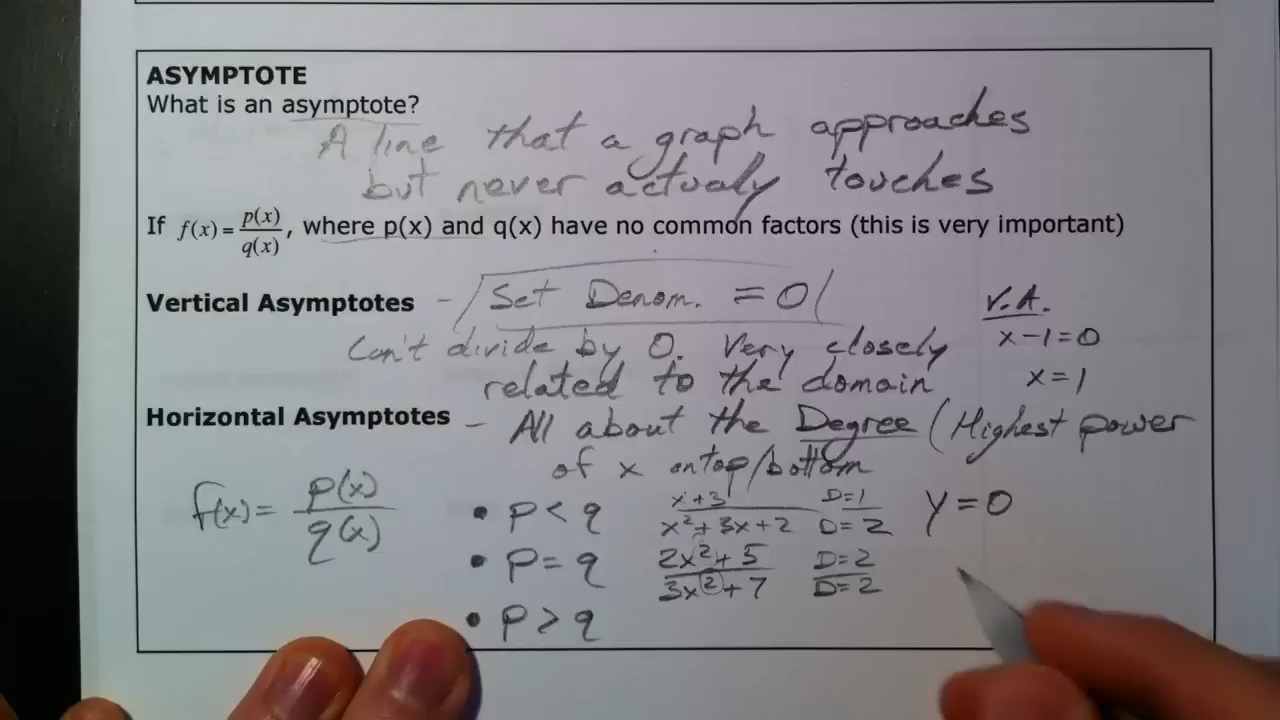 ASYMPTOTE
What is an asymptote?
A line that a graph approaches
but never actualy touches
If f(x) = p(x)/q(x), where p(x) and q(x) have no common factors (this is very important)
Vertical Asymptotes - Set Denom. = 0
V.A.
x-1=0
x=1
Can't divide by 0. Very closely
related to the domain
Horizontal Asymptotes - All about the Degree (Highest power
of x on top/bottom
f(x) = p(x)/q(x)
• p < q x+3/x²+3x+2 D=1/D=2 y=0
• p = q 2x²+5/3x²+7 D=2/D=2
• p > q